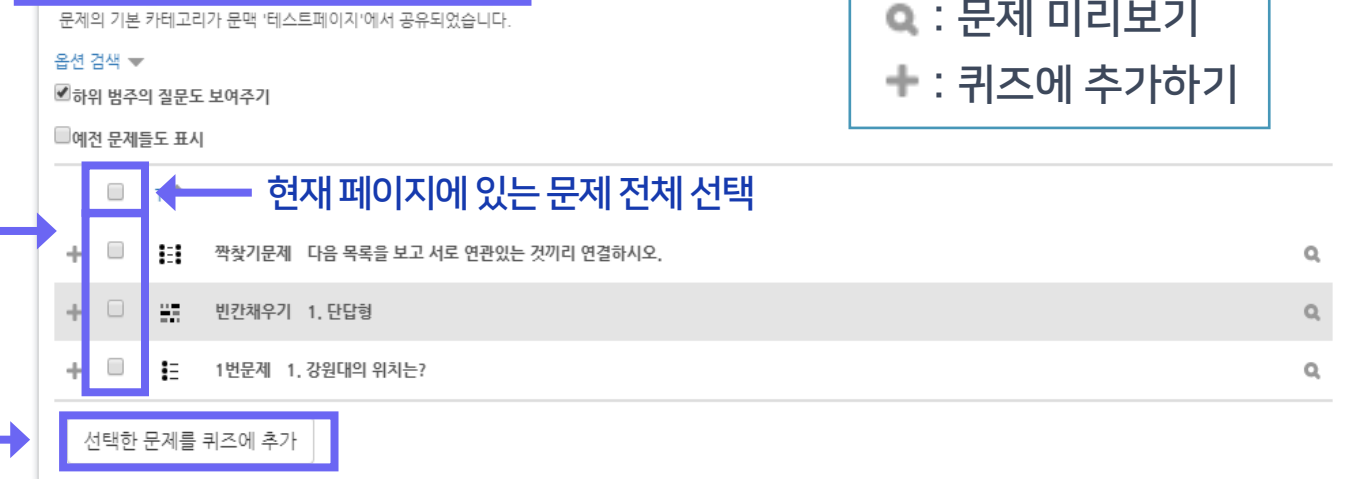 문제의 기본 카테고리가 문맥 '테스트페이지'에서 공유되었습니다.
: 문제 미리보기
: 퀴즈에 추가하기
옵션 검색
하위 범주의 질문도 보여주기
예전 문제들도 표시
현재 페이지에 있는 문제 전체 선택
짝찾기문제 다음 목록을 보고 서로 연관있는 것끼리 연결하시오.
빈칸채우기 1. 단답형
1번문제 1. 강원대의 위치는?
선택한 문제를 퀴즈에 추가